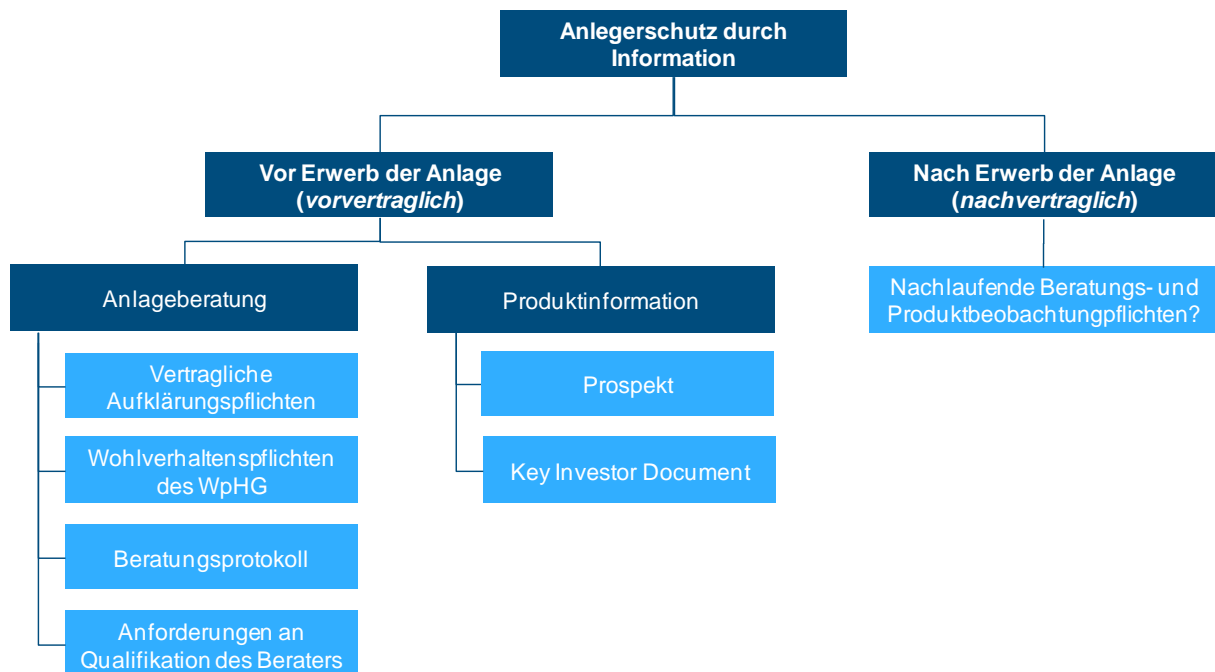 Anlegerschutz durch
Information
Vor Erwerb der Anlage
(vorvertraglich)
Nach Erwerb der Anlage
(nachvertraglich)
Anlageberatung
Produktinformation
Nachlaufende Beratungs- und
Produktbeobachtungpflichten?
Vertragliche
Aufklärungspflichten
Wohlverhaltenspflichten
des WpHG
Beratungsprotokoll
Anforderungen an
Qualifikation des Beraters
Prospekt
Key Investor Document